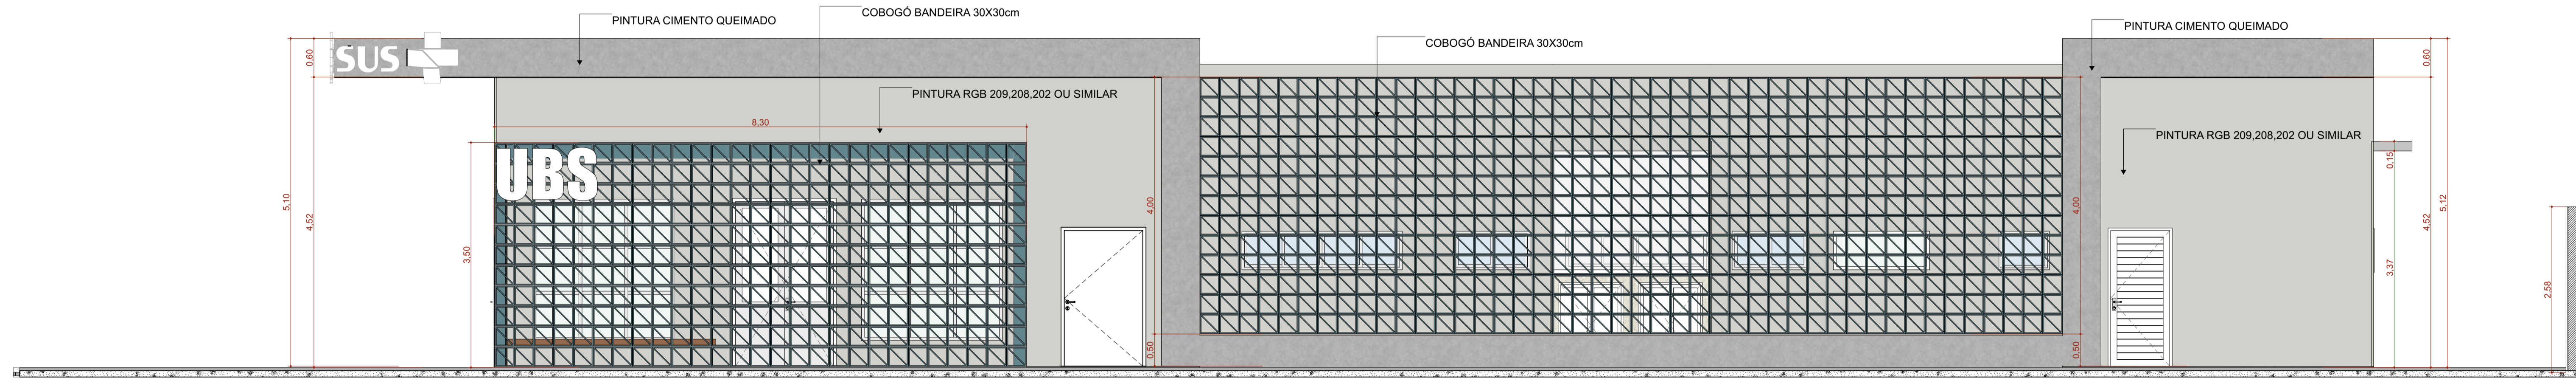 PINTURA CIMENTO QUEIMADO
COBOGÓ BANDEIRA 30X30cm
COBOGÓ BANDEIRA 30X30cm
PINTURA CIMENTO QUEIMADO
SUS
0,60
0,60
PINTURA RGB 209,208,202 OU SIMILAR
8,30
PINTURA RGB 209,208,202 OU SIMILAR
UBS
0,15
5,10
4,52
3,50
4,00
4,00
4,52
5,12
3,37
2,58
0,50
0,50